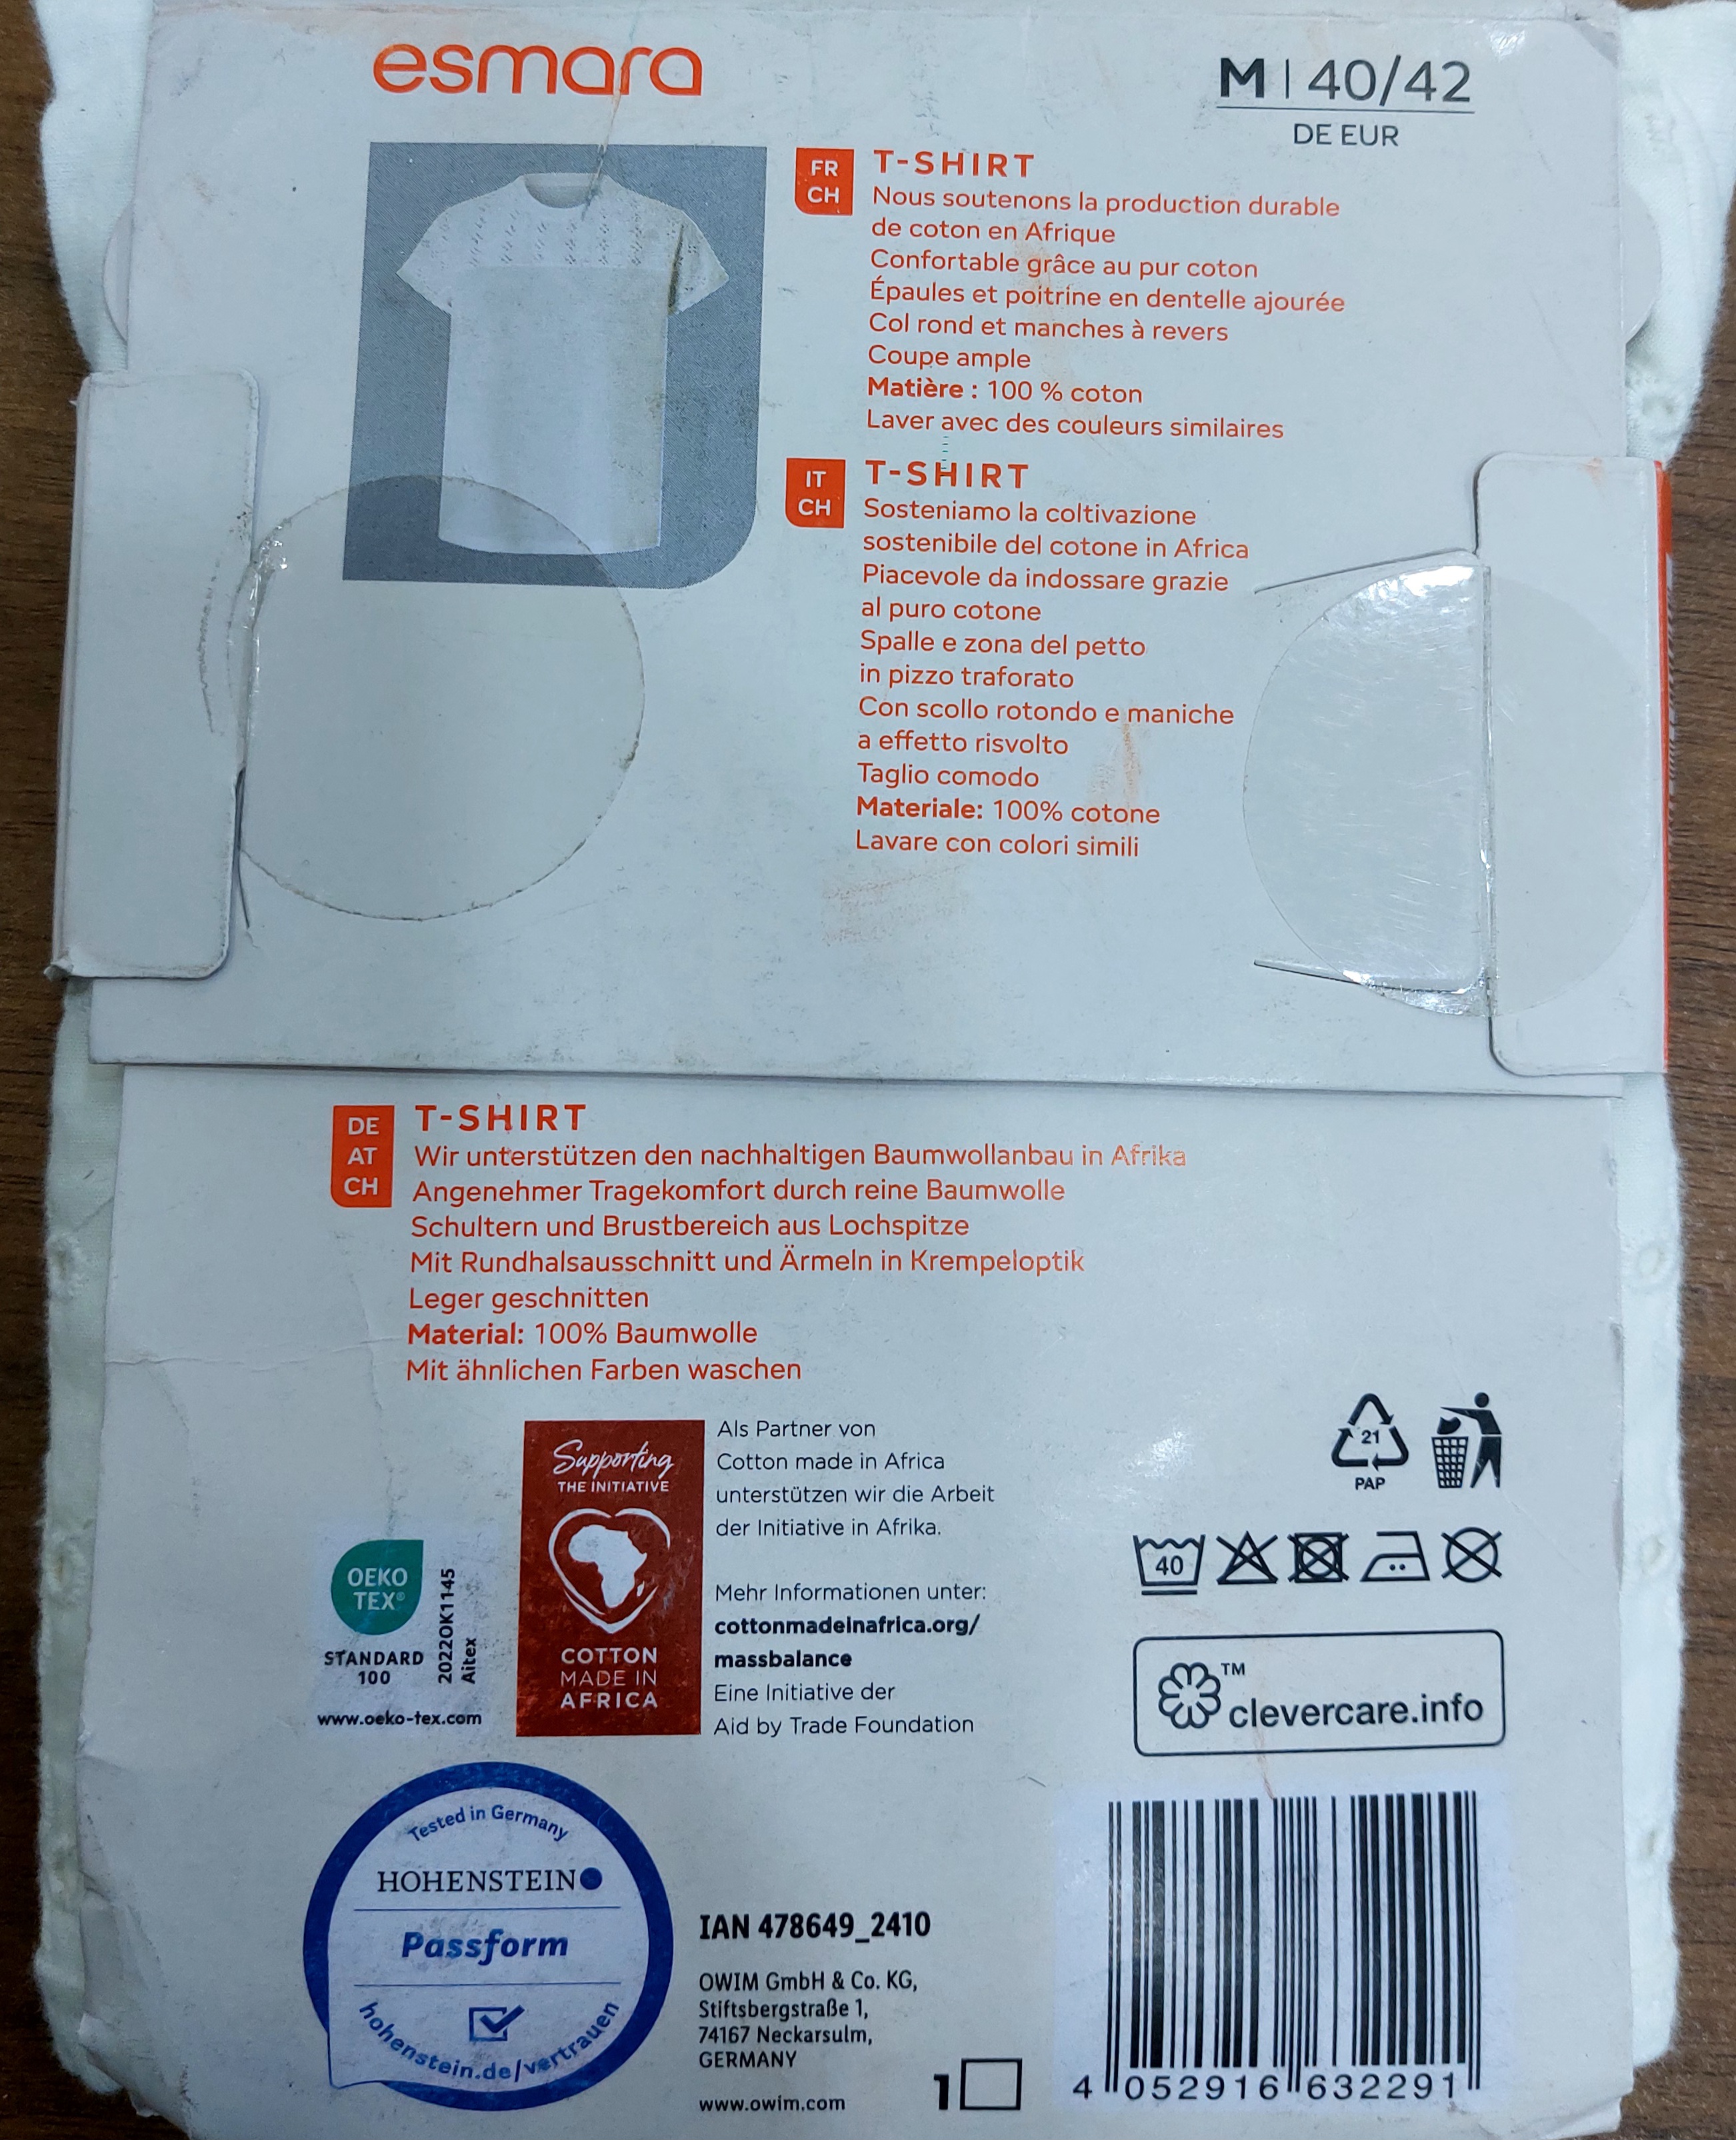 esmara
M | 40/42
DE EUR
FR
CH
T-SHIRT
Nous soutenons la production durable
de coton en Afrique
Confortable grâce au pur coton
Épaules et poitrine en dentelle ajourée
Col rond et manches à revers
Coupe ample
Matière : 100 % coton
Laver avec des couleurs similaires
IT
CH
T-SHIRT
Sosteniamo la coltivazione
sostenibile del cotone in Africa
Piacevole da indossare grazie
al puro cotone
Spalle e zona del petto
in pizzo traforato
Con scollo rotondo e maniche
a effetto risvolto
Taglio comodo
Materiale: 100% cotone
Lavare con colori simili
DE
AT
CH
T-SHIRT
Wir unterstützen den nachhaltigen Baumwollanbau in Afrika
Angenehmer Tragekomfort durch reine Baumwolle
Schultern und Brustbereich aus Lochspitze
Mit Rundhalsausschnitt und Ärmeln in Krempeloptik
Leger geschnitten
Material: 100% Baumwolle
Mit ähnlichen Farben waschen
Supporting
THE INITIATIVE
COTTON
MADE IN
AFRICA
Als Partner von
Cotton made in Africa
unterstützen wir die Arbeit
der Initiative in Afrika.
Mehr Informationen unter:
cottonmadeinafrica.org/
massbalance
Eine Initiative der
Aid by Trade Foundation
21
PAP
40
OEKO
TEX®
STANDARD
100
2022OK1145
Aitex
www.oeko-tex.com
™
clevercare.info
Tested in Germany
HOHENSTEIN
Passform
hohenstein.de/vertrauen
IAN 478649_2410
OWIM GmbH & Co. KG,
Stiftsbergstraße 1,
74167 Neckarsulm,
GERMANY
www.owim.com
1
4 052916 632291